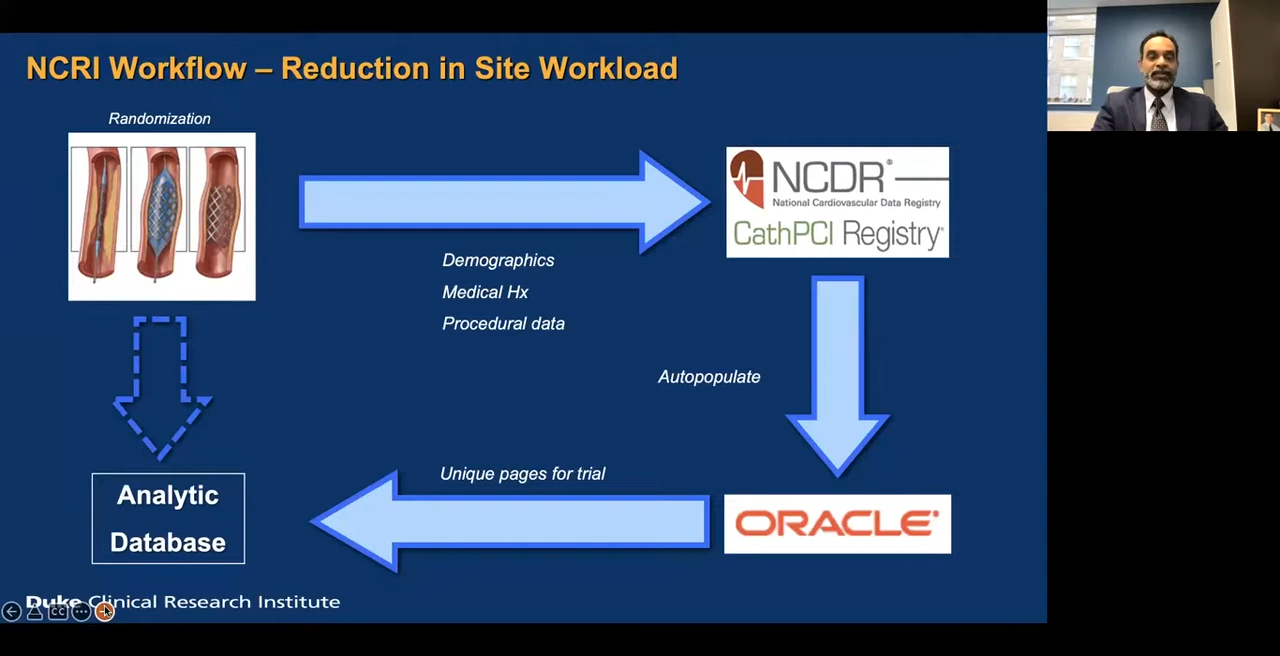 NCRI Workflow – Reduction in Site Workload
Randomization
NCDR®
National Cardiovascular Data Registry
CathPCI Registry®
Demographics
Medical Hx
Procedural data
Autopopulate
Unique pages for trial
ORACLE®
Analytic
Database
Duke Clinical Research Institute
CC